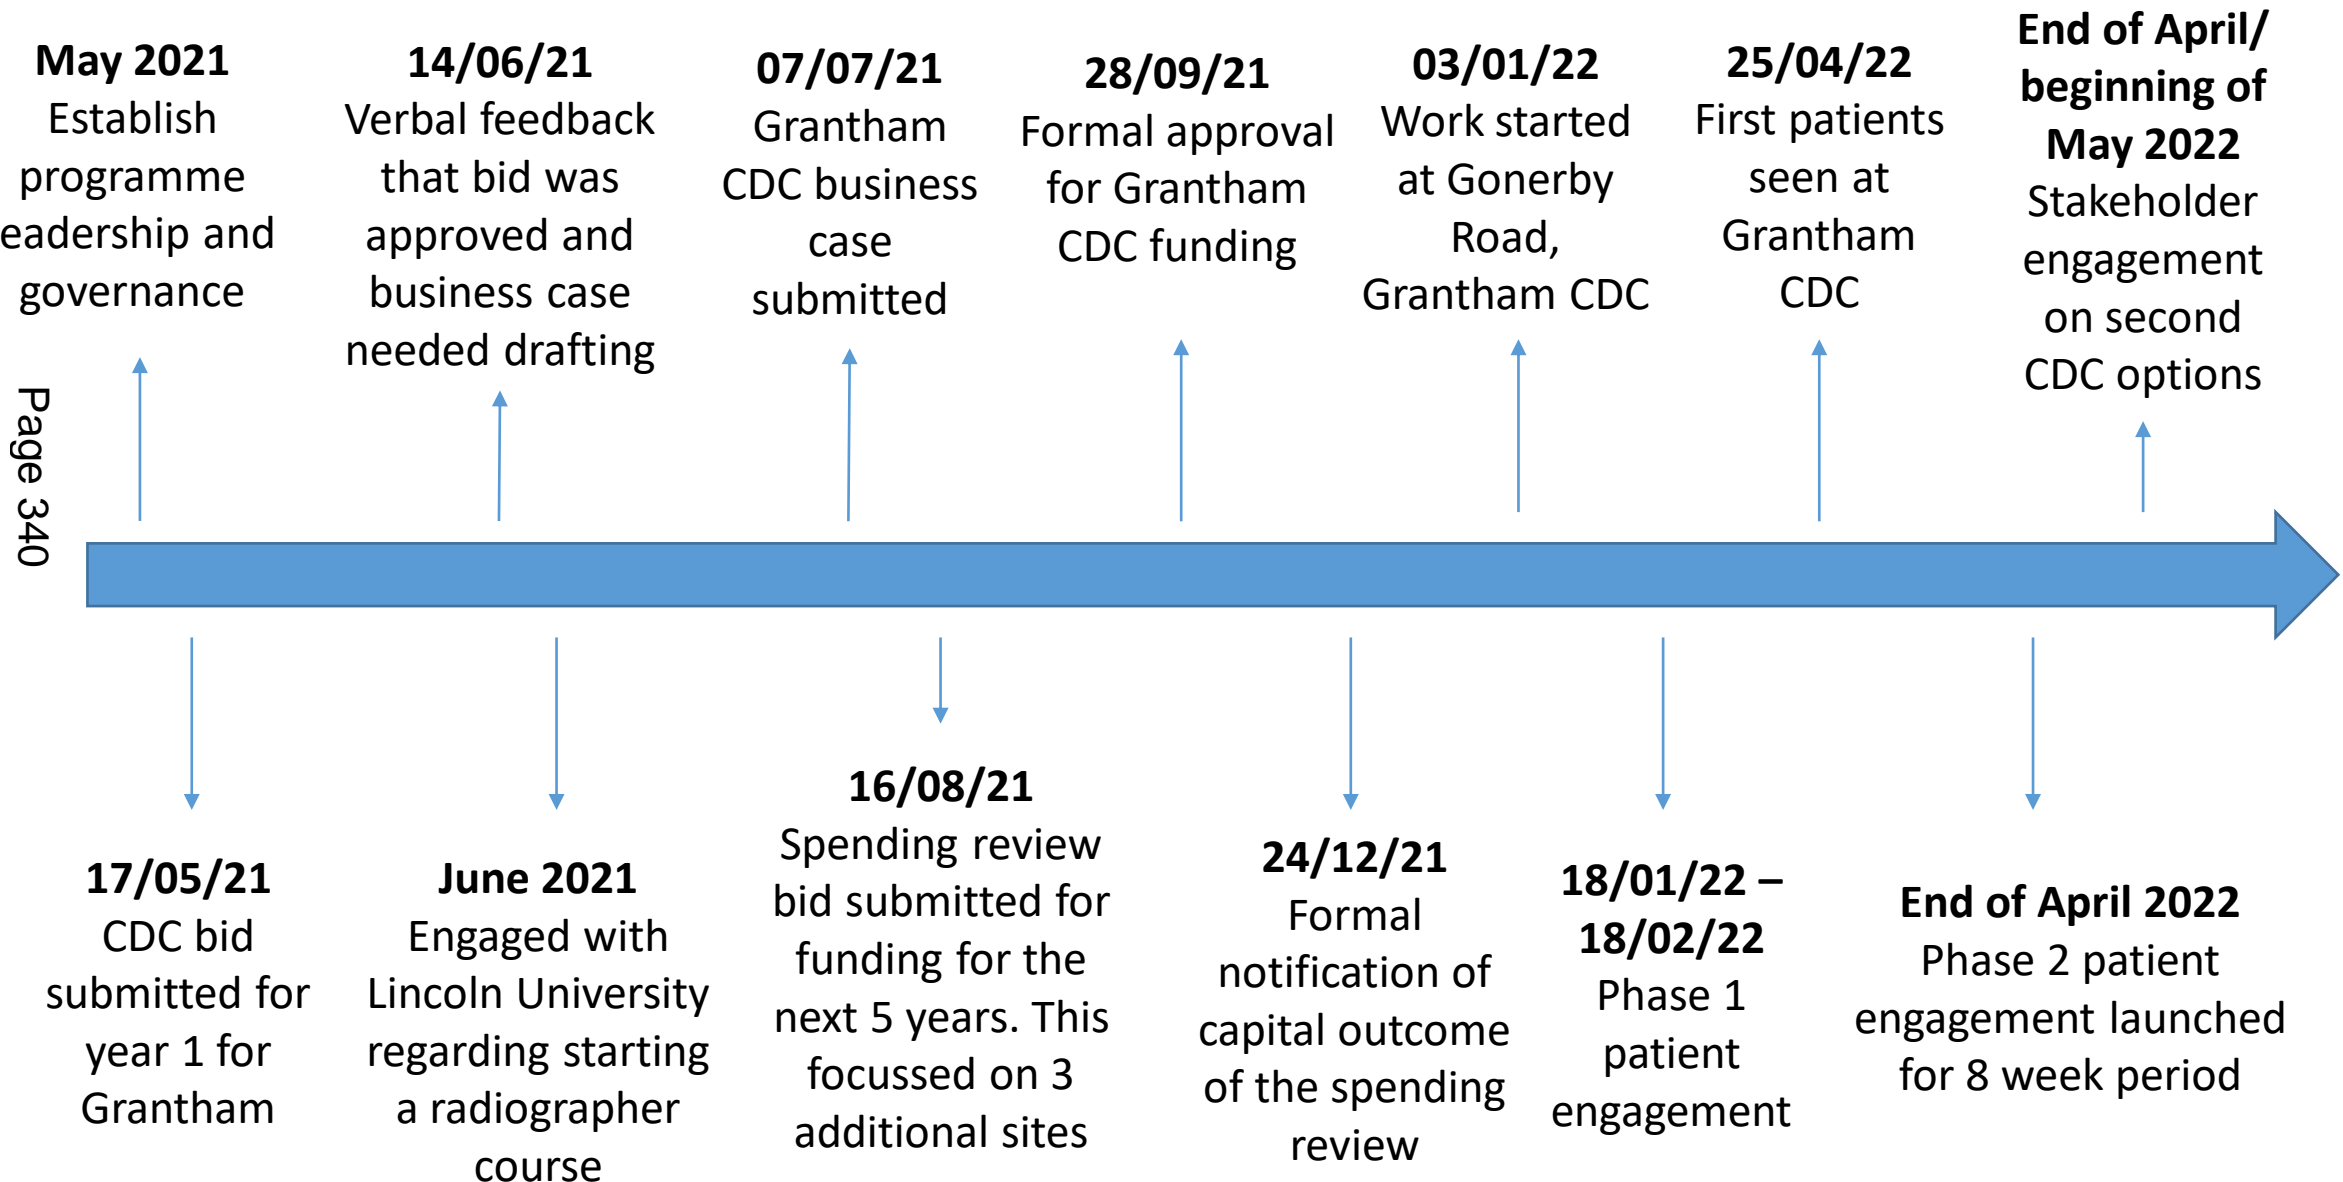 May 2021
Establish
programme
eadership and
governance
14/06/21
Verbal feedback
that bid was
approved and
business case
needed drafting
07/07/21
Grantham
CDC business
case
submitted
28/09/21
Formal approval
for Grantham
CDC funding
03/01/22
Work started
at Gonerby
Road,
Grantham CDC
25/04/22
First patients
seen at
Grantham
CDC
End of April/
beginning of
May 2022
Stakeholder
engagement
on second
CDC options
Page 340
17/05/21
CDC bid
submitted for
year 1 for
Grantham
June 2021
Engaged with
Lincoln University
regarding starting
a radiographer
course
16/08/21
Spending review
bid submitted for
funding for the
next 5 years. This
focussed on 3
additional sites
24/12/21
Formal
notification of
capital outcome
of the spending
review
18/01/22 –
18/02/22
Phase 1
patient
engagement
End of April 2022
Phase 2 patient
engagement launched
for 8 week period